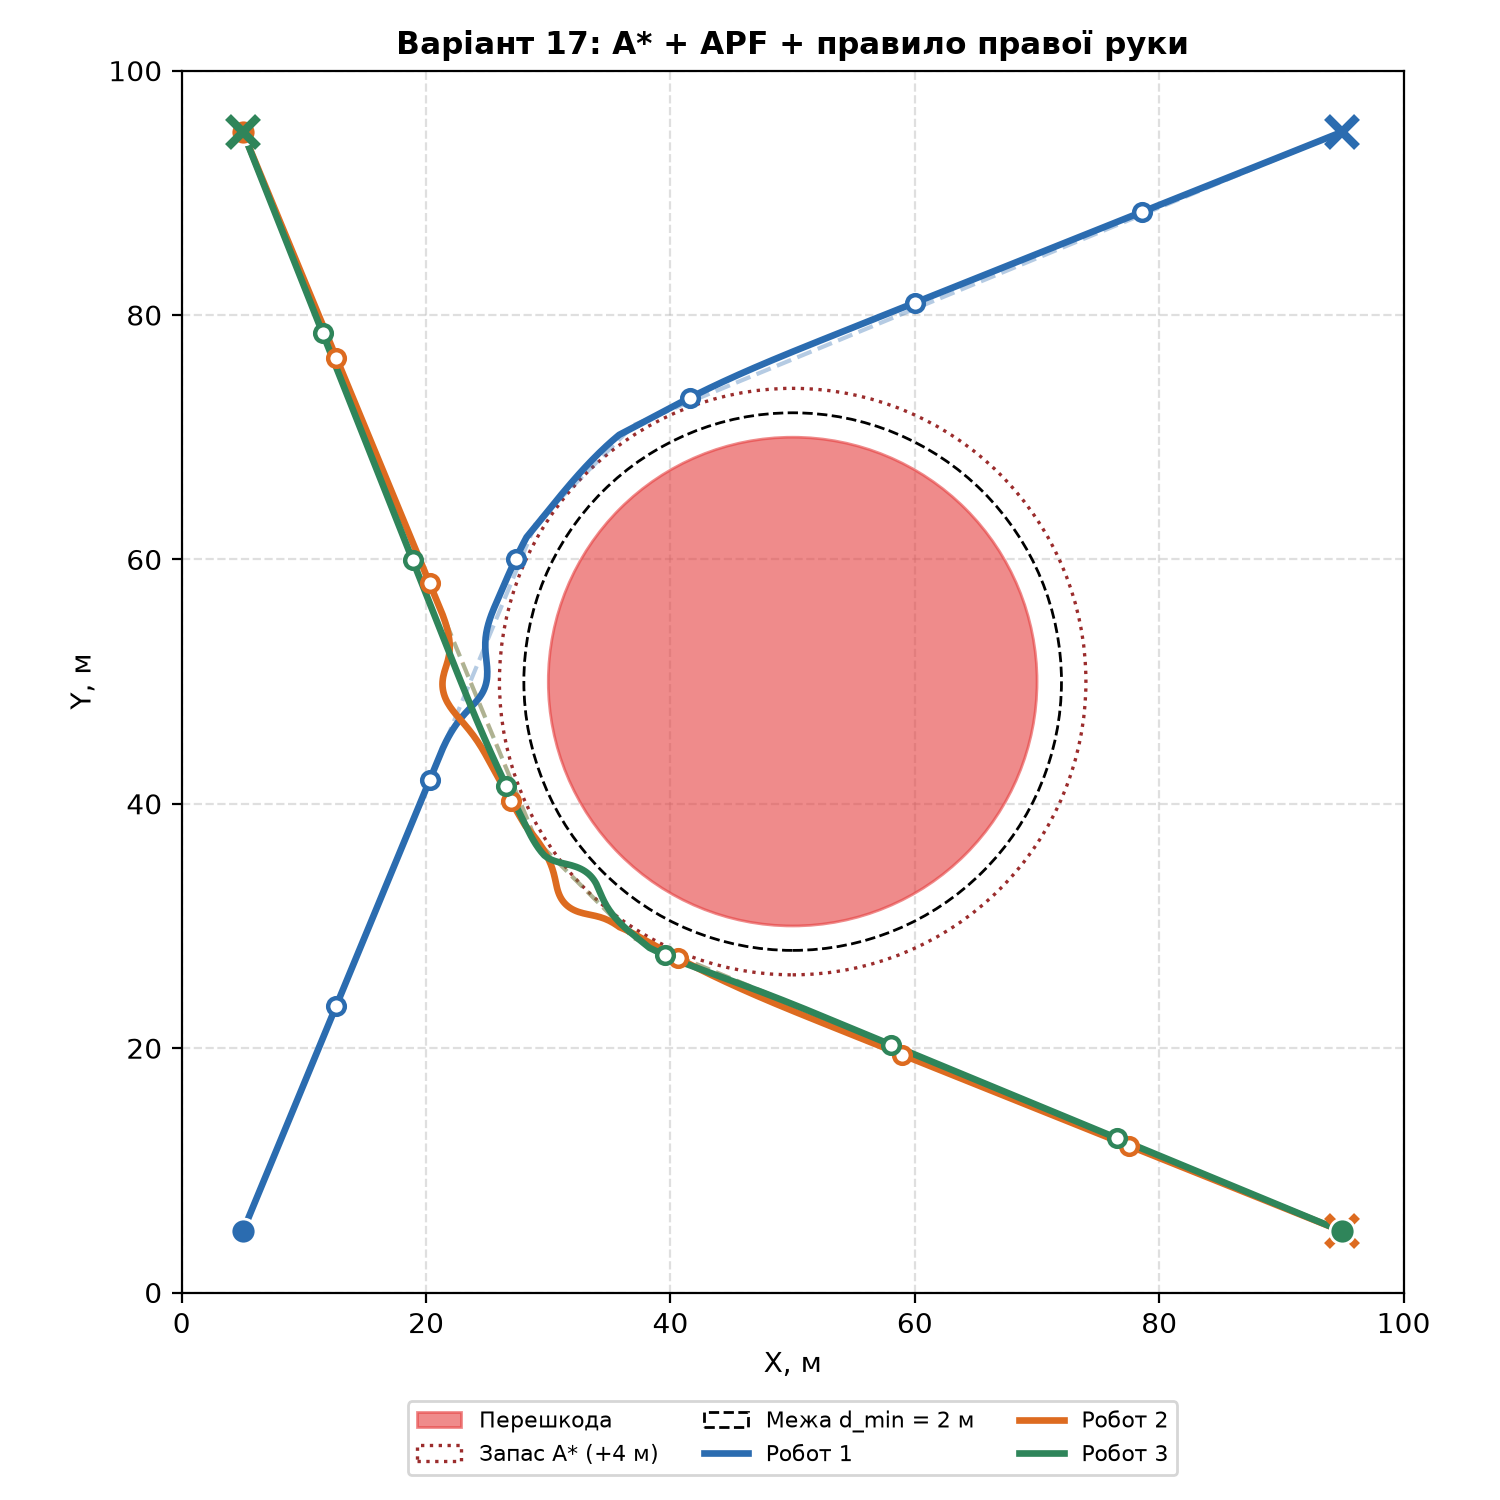 Варіант 17: A* + APF + правило правої руки
100
80
60
40
20
0
Y, м
0 20 40 60 80 100
X, м
Перешкода
Запас A* (+4 м)
Межа d_min = 2 м
Робот 1
Робот 2
Робот 3